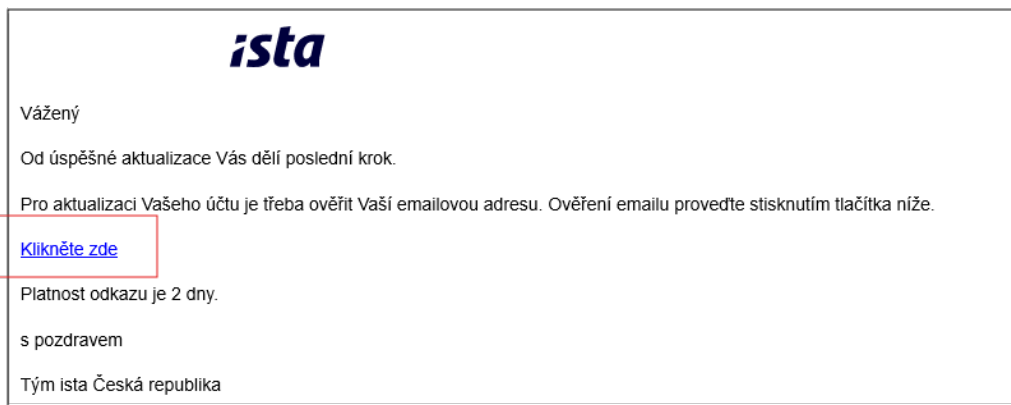 ista
Vážený
Od úspěšné aktualizace Vás dělí poslední krok.
Pro aktualizaci Vašeho účtu je třeba ověřit Vaší emailovou adresu. Ověření emailu proveďte stisknutím tlačítka níže.
Klikněte zde
Platnost odkazu je 2 dny.
s pozdravem
Tým ista Česká republika